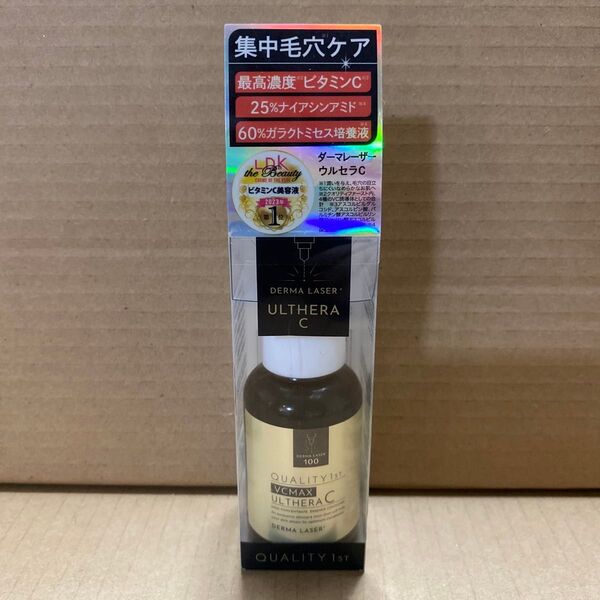 集中毛穴ケア
最高濃度 ビタミンC
25%ナイアシンアミド
60%ガラクトミセス培養液
LDK
the Beauty
ビタミンC美容液
2023年
第1位
ダーマレーザー
ウルセラC
DERMA LASER
ULTHERA
C
DERMA LASER
100
QUALITY 1ST
VCMAX
ULTHERA C
DERMA LASER
QUALITY 1ST